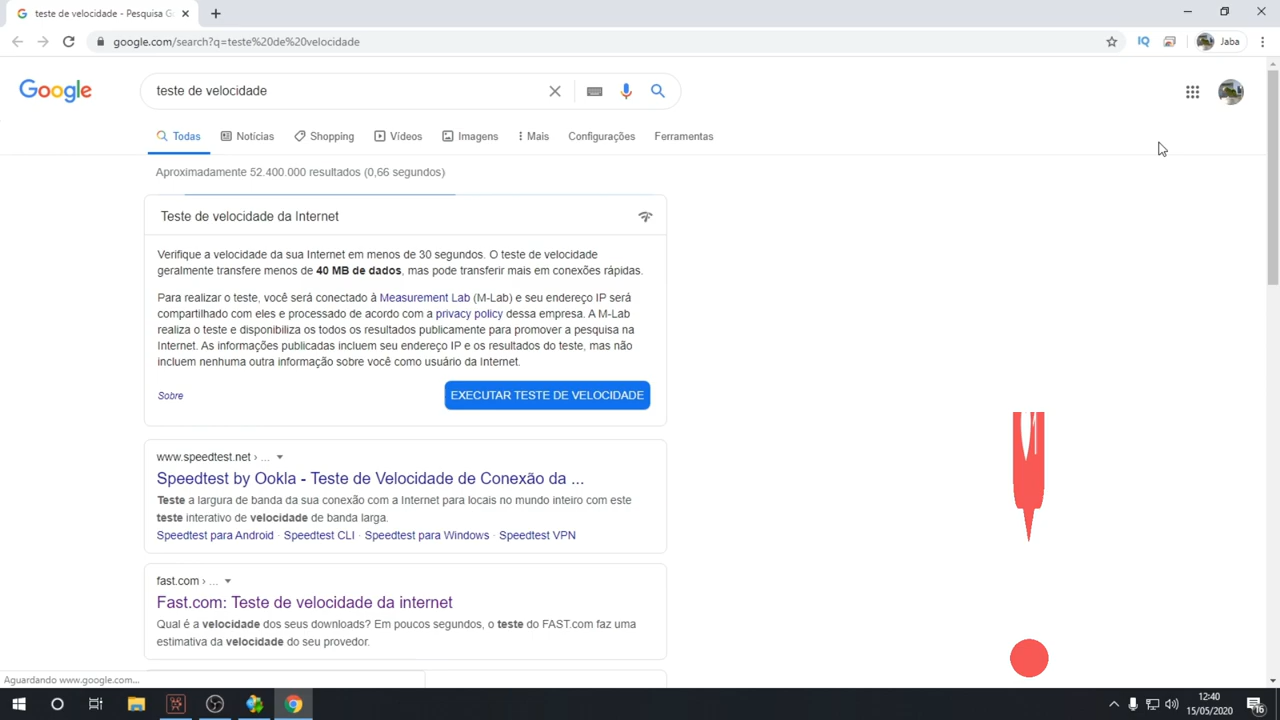 teste de velocidade - Pesquisa G
google.com/search?q=teste%20de%20velocidade
IQ
Jaba
Google
teste de velocidade
Todas
Notícias
Shopping
Vídeos
Imagens
Mais
Configurações
Ferramentas
Aproximadamente 52.400.000 resultados (0,66 segundos)
Teste de velocidade da Internet
Verifique a velocidade da sua Internet em menos de 30 segundos. O teste de velocidade
geralmente transfere menos de 40 MB de dados, mas pode transferir mais em conexões rápidas.
Para realizar o teste, você será conectado à Measurement Lab (M-Lab) e seu endereço IP será
compartilhado com eles e processado de acordo com a privacy policy dessa empresa. A M-Lab
realiza o teste e disponibiliza os todos os resultados publicamente para promover a pesquisa na
Internet. As informações publicadas incluem seu endereço IP e os resultados do teste, mas não
incluem nenhuma outra informação sobre você como usuário da Internet.
Sobre
EXECUTAR TESTE DE VELOCIDADE
www.speedtest.net › ...
Speedtest by Ookla - Teste de Velocidade de Conexão da ...
Teste a largura de banda da sua conexão com a Internet para locais no mundo inteiro com este
teste interativo de velocidade de banda larga.
Speedtest para Android · Speedtest CLI · Speedtest para Windows · Speedtest VPN
fast.com › ...
Fast.com: Teste de velocidade da internet
Qual é a velocidade dos seus downloads? Em poucos segundos, o teste do FAST.com faz uma
estimativa da velocidade do seu provedor.
Aguardando www.google.com...
12:40
15/05/2020
16